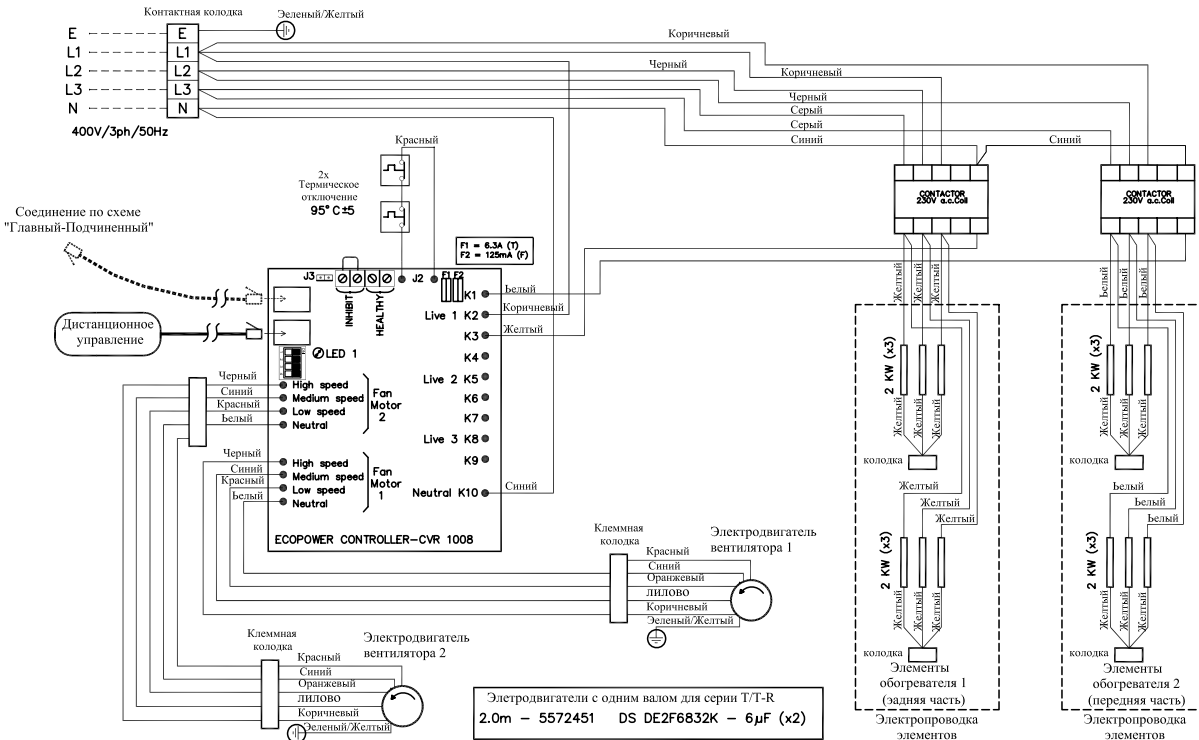 Контактная колодка
Зеленый/Желтый
E
E
L1
L1
L2
L2
L3
L3
N
N
400V/3ph/50Hz
Коричневый
Черный
Коричневый
Черный
Серый
Серый
Синий
Синий
Красный
2x
Термическое
отключение
95°C±5
CONTACTOR
230V a.c.Coil
CONTACTOR
230V a.c.Coil
Соединение по схеме
"Главный-Подчиненный"
F1 = 6.3A (T)
F2 = 125mA (F)
J3
J2
F1 F2
INHIBIT
HEALTHY
K1
Live 1 K2
K3
K4
Live 2 K5
K6
K7
Live 3 K8
K9
Neutral K10
Ьелый
Коричневый
Желтый
Синий
Дистанционное
управление
LED 1
Черный
Синий
Красный
Ьелый
High speed
Medium speed
Low speed
Neutral
Fan
Motor
2
Черный
Синий
Красный
Ьелый
High speed
Medium speed
Low speed
Neutral
Fan
Motor
1
ECOPOWER CONTROLLER-CVR 1008
Клеммная
колодка
Красный
Синий
Оранжевый
лилово
Коричневый
Зеленый/Желтый
Электродвигатель
вентилятора 1
Клеммная
колодка
Красный
Синий
Оранжевый
лилово
Коричневый
Зеленый/Желтый
Электродвигатель
вентилятора 2
Элетродвигатели с одним валом для серии T/T-R
2.0m - 5572451 DS DE2F6832K - 6µF (x2)
Желтый
Желтый
Желтый
2 KW (x3)
Желтый
Желтый
Желтый
колодка
Желтый
Желтый
Желтый
2 KW (x3)
Желтый
Желтый
Желтый
колодка
Элементы
обогревателя 1
(задняя часть)
Электропроводка
элементов
Ьелый
Ьелый
Ьелый
2 KW (x3)
Желтый
Желтый
Желтый
колодка
Ьелый
Ьелый
Ьелый
2 KW (x3)
Желтый
Желтый
Желтый
колодка
Элементы
обогревателя 2
(передняя часть)
Электропроводка
элементов